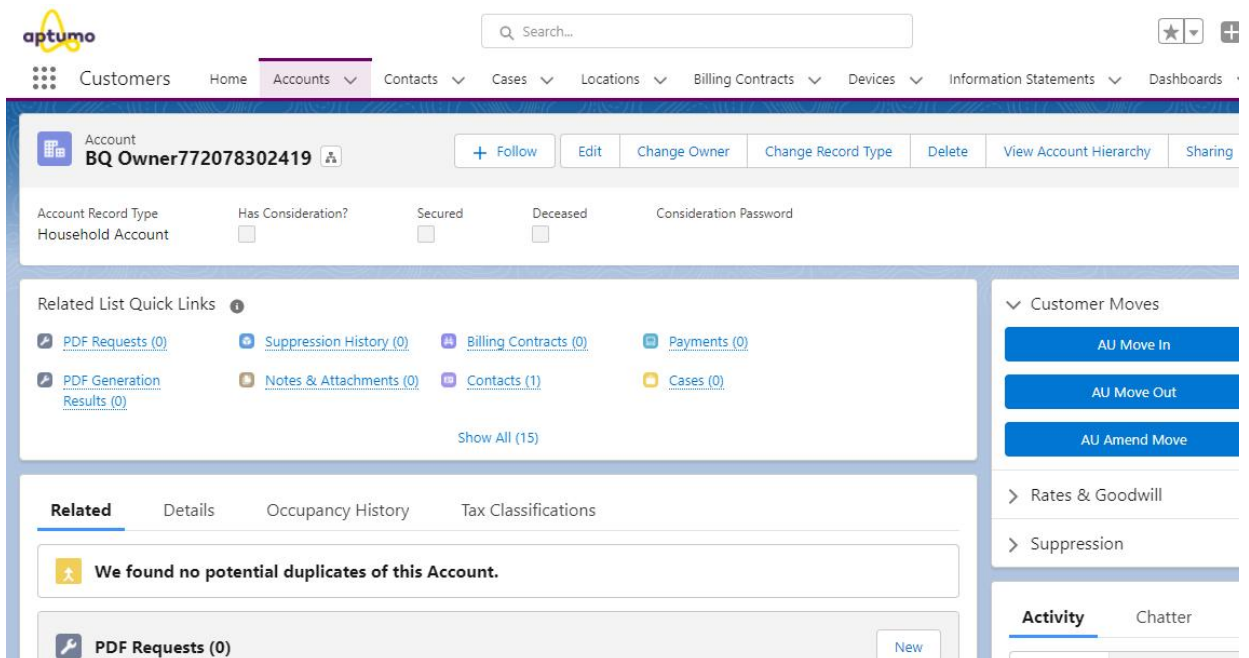 aptumo
Search...
Customers Home Accounts Contacts Cases Locations Billing Contracts Devices Information Statements Dashboards
Account
BQ Owner772078302419
Follow Edit Change Owner Change Record Type Delete View Account Hierarchy Sharing
Account Record Type Has Consideration? Secured Deceased Consideration Password
Household Account
Related List Quick Links
PDF Requests (0) Suppression History (0) Billing Contracts (0) Payments (0)
PDF Generation Results (0) Notes & Attachments (0) Contacts (1) Cases (0)
Show All (15)
Customer Moves
AU Move In
AU Move Out
AU Amend Move
Rates & Goodwill
Suppression
Related Details Occupancy History Tax Classifications
We found no potential duplicates of this Account.
PDF Requests (0) New
Activity Chatter